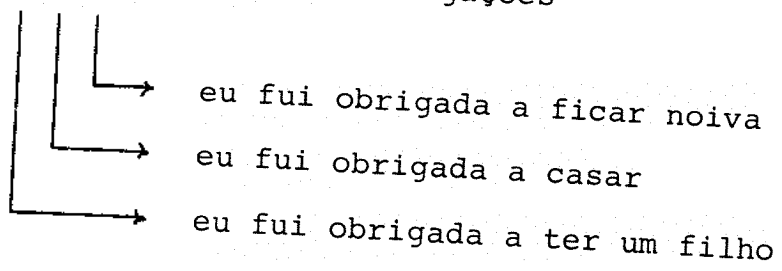 eu fui obrigada a ficar noiva
eu fui obrigada a casar
eu fui obrigada a ter um filho